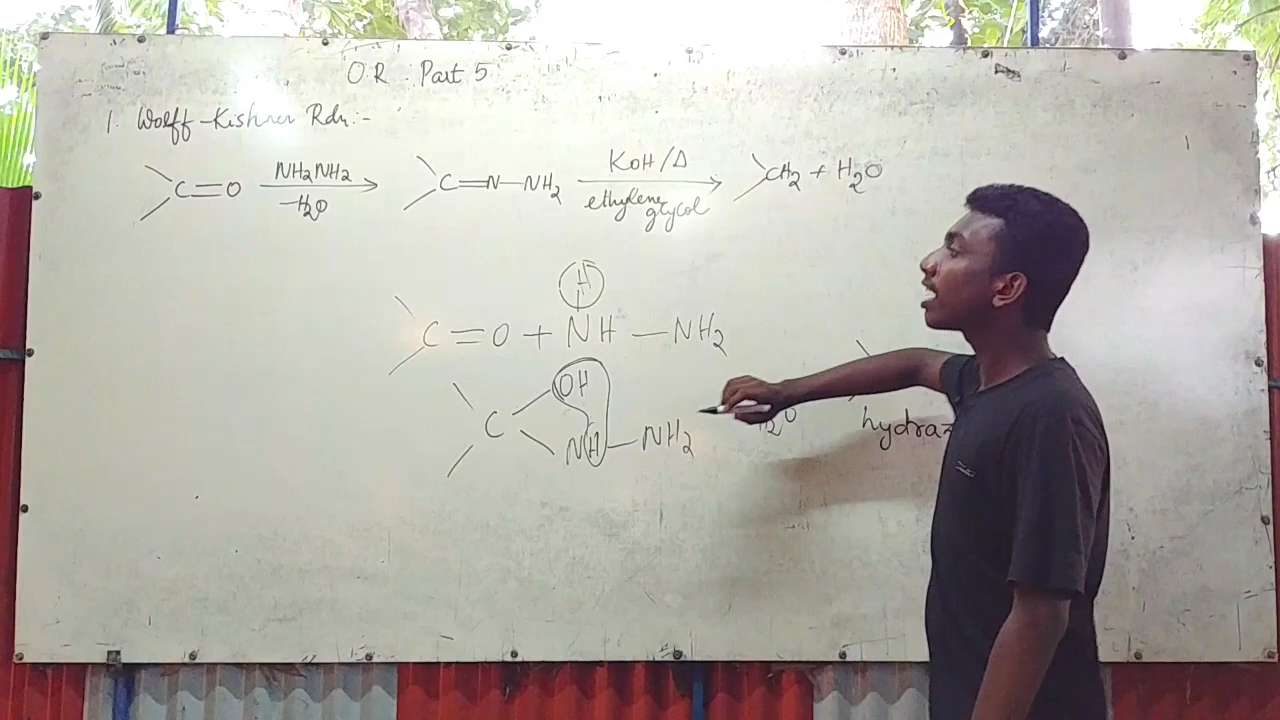 O.R : Part 5
1. Wolff-Kishner Rdn:-
C=O NH2NH2 -H2O C=N-NH2 KOH/Δ ethylene glycol CH2 + H2O
H
C=O + NH-NH2
OH
C NH-NH2 H2O